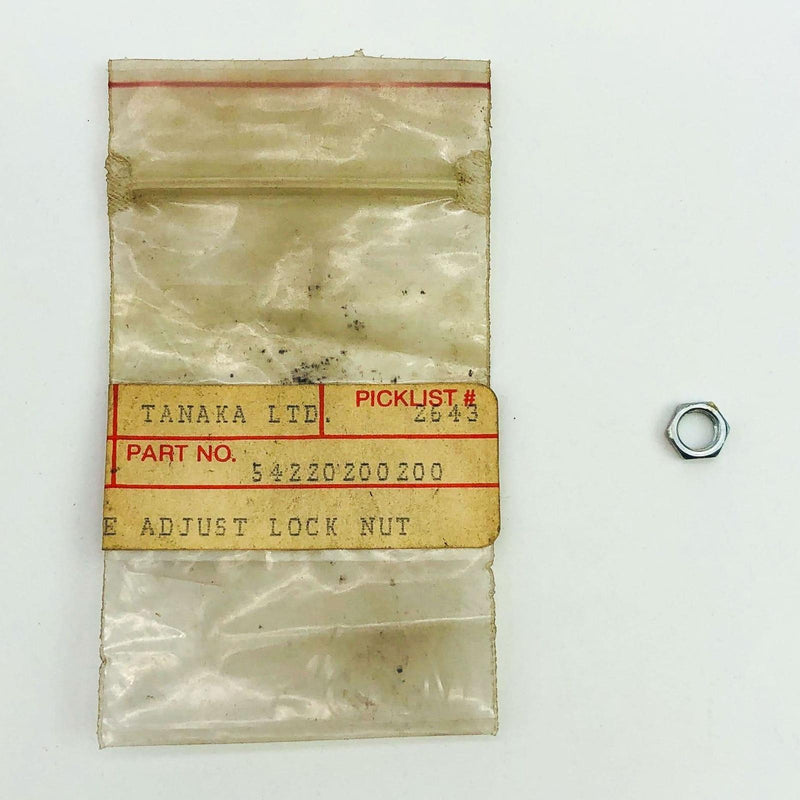 TANAKA LTD. PICKLIST # 2643
PART NO. 54220200200
E ADJUST LOCK NUT